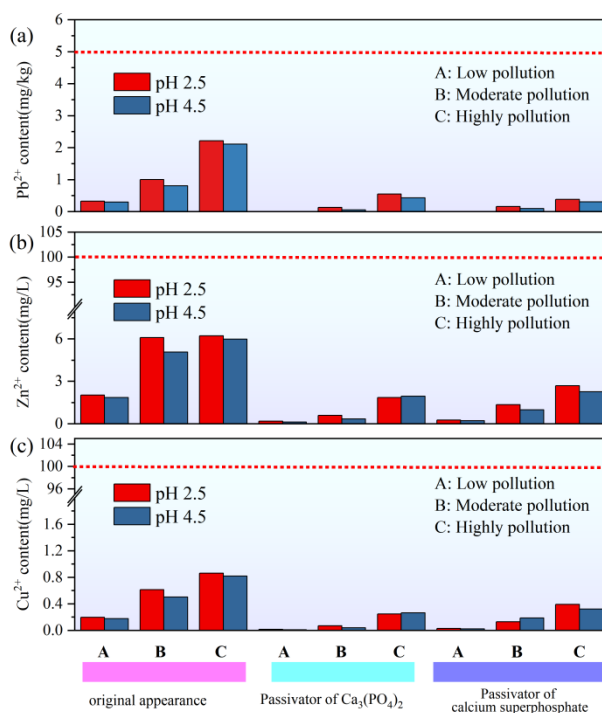 (a)
Pb²⁺ content(mg/kg)
6
5
4
3
2
1
0
pH 2.5
pH 4.5
A: Low pollution
B: Moderate pollution
C: Highly pollution
(b)
Zn²⁺ content(mg/L)
105
100
95
6
3
0
pH 2.5
pH 4.5
A: Low pollution
B: Moderate pollution
C: Highly pollution
(c)
Cu²⁺ content(mg/L)
104
100
96
1.6
1.2
0.8
0.4
0.0
pH 2.5
pH 4.5
A: Low pollution
B: Moderate pollution
C: Highly pollution
A B C A B C A B C
original appearance
Passivator of Ca₃(PO₄)₂
Passivator of
calcium superphosphate